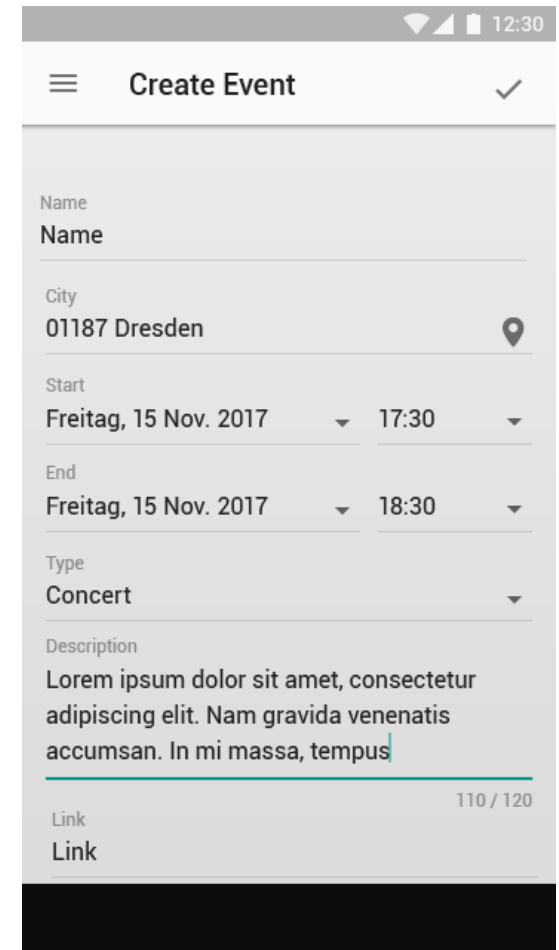 12:30
Create Event
Name
Name
City
01187 Dresden
Start
Freitag, 15 Nov. 2017 17:30
End
Freitag, 15 Nov. 2017 18:30
Type
Concert
Description
Lorem ipsum dolor sit amet, consectetur
adipiscing elit. Nam gravida venenatis
accumsan. In mi massa, tempus
110 / 120
Link
Link